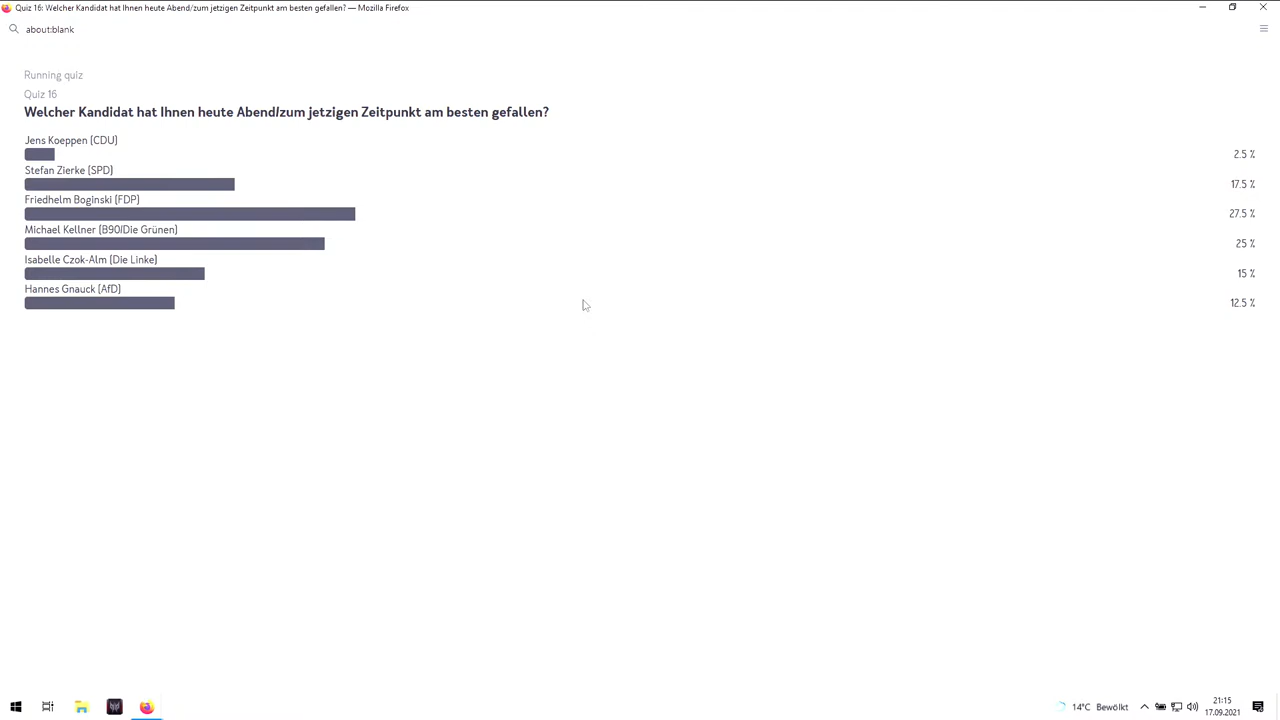 Quiz 16: Welcher Kandidat hat Ihnen heute Abend/zum jetzigen Zeitpunkt am besten gefallen? — Mozilla Firefox
about:blank
Running quiz
Quiz 16
Welcher Kandidat hat Ihnen heute Abend/zum jetzigen Zeitpunkt am besten gefallen?
Jens Koeppen (CDU)
2.5 %
Stefan Zierke (SPD)
17.5 %
Friedhelm Boginski (FDP)
27.5 %
Michael Kellner (B90/Die Grünen)
25 %
Isabelle Czok-Alm (Die Linke)
15 %
Hannes Gnauck (AfD)
12.5 %
14°C Bewölkt
21:15
17.09.2021